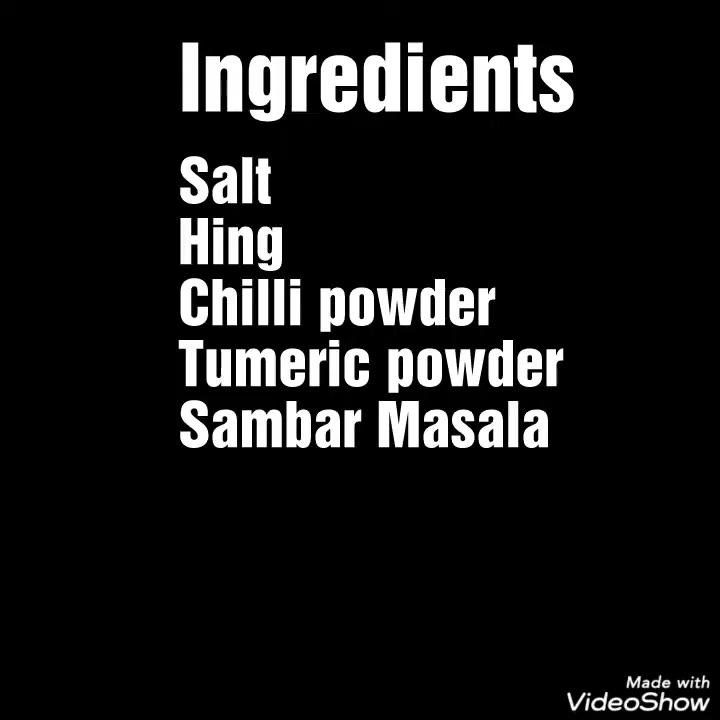 Ingredients
Salt
Hing
Chilli powder
Tumeric powder
Sambar Masala
Made with
VideoShow